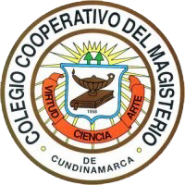 COLEGIO COOPERATIVO DEL MAGISTERIO
VIRTUD
CIENCIA
ARTE
DE
CUNDINAMARCA